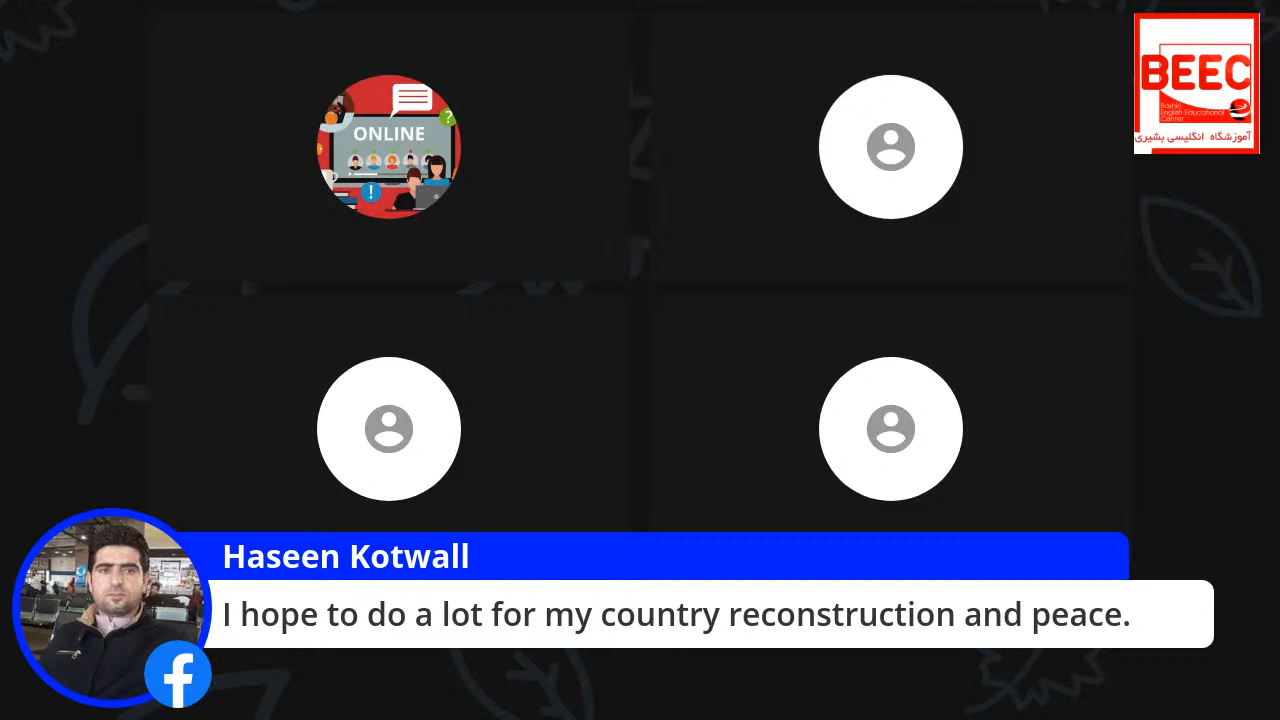 ONLINE
?
!
BEEC
Bashiri
English Educational
Center
آموزشگاه انگلیسی بشیری
Haseen Kotwall
I hope to do a lot for my country reconstruction and peace.